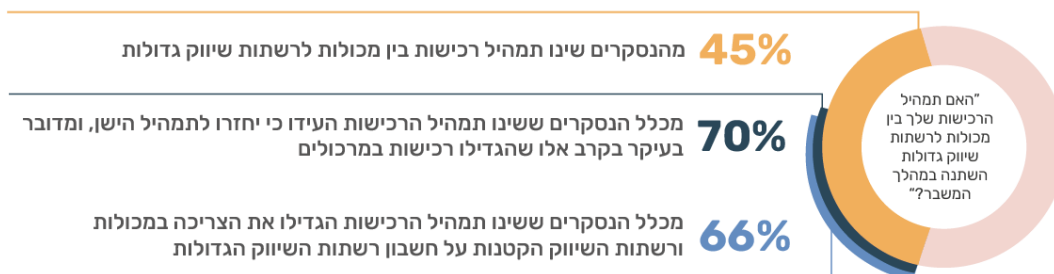 45% מהנסקרים שינו תמהיל רכישות בין מכולות לרשתות שיווק גדולות
70% מכלל הנסקרים ששינו תמהיל הרכישות העידו כי יחזרו לתמהיל הישן, ומדובר
בעיקר בקרב אלו שהגדילו רכישות במרכולים
66% מכלל הנסקרים ששינו תמהיל הרכישות הגדילו את הצריכה במכולות
ורשתות השיווק הקטנות על חשבון רשתות השיווק הגדולות
"האם תמהיל
הרכישות שלך בין
מכולות לרשתות
שיווק גדולות
השתנה במהלך
המשבר?"